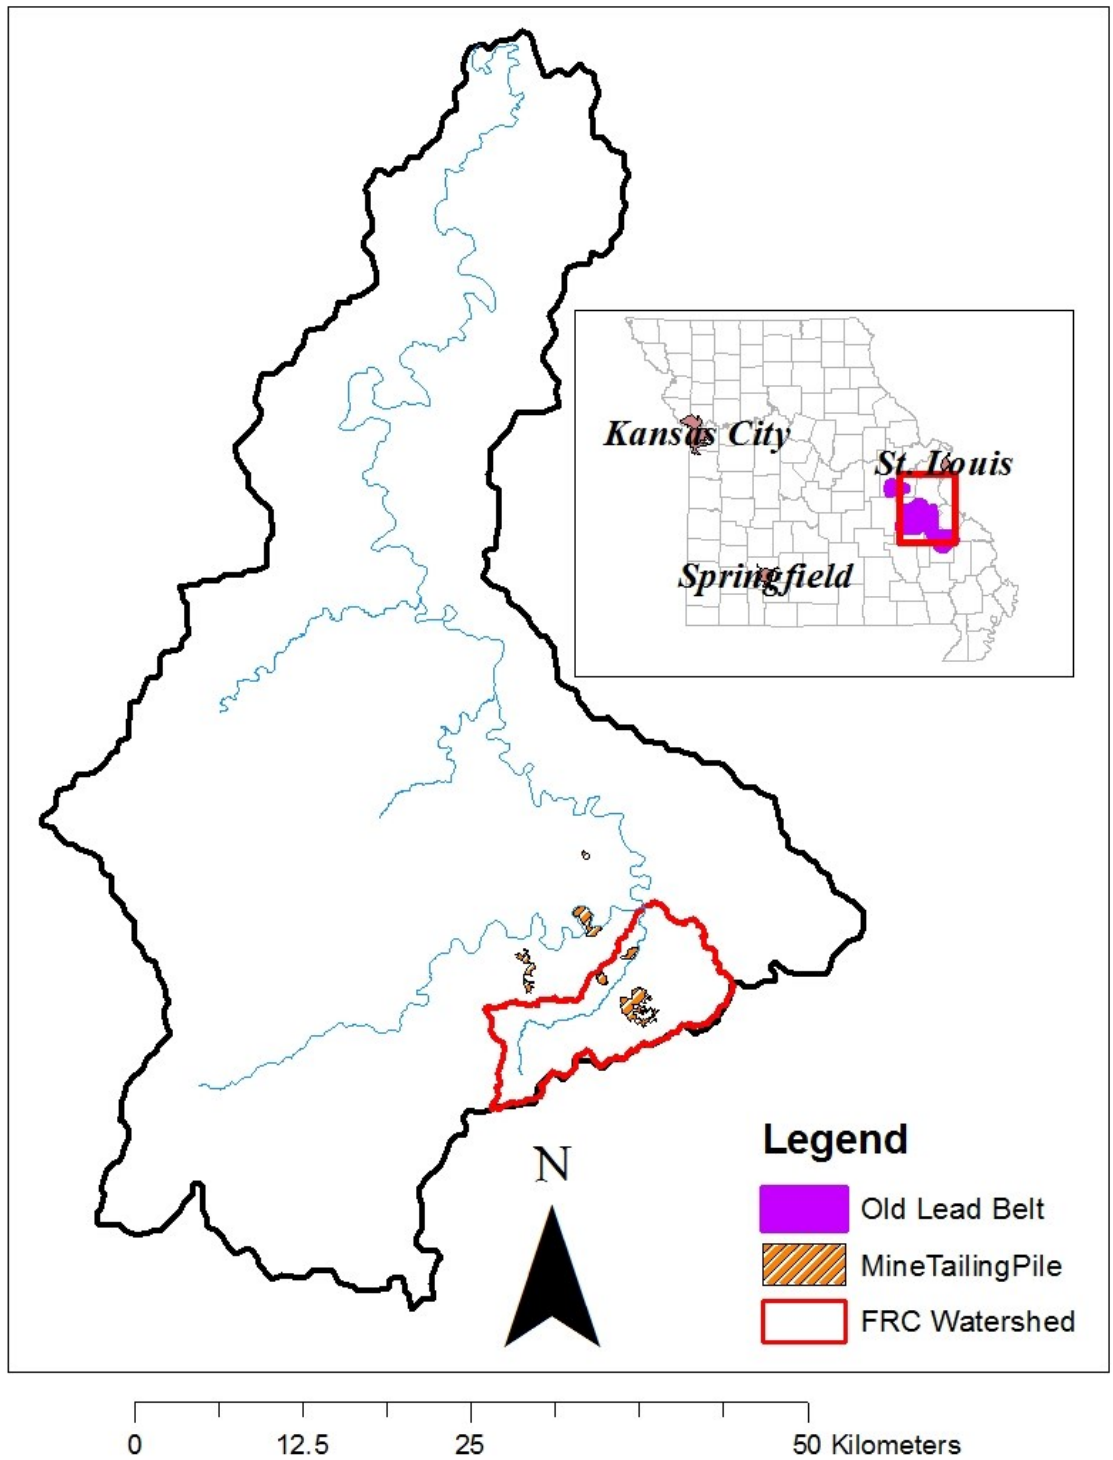 Kansas City
St. Louis
Springfield
N
Legend
Old Lead Belt
MineTailingPile
FRC Watershed
0 12.5 25 50 Kilometers